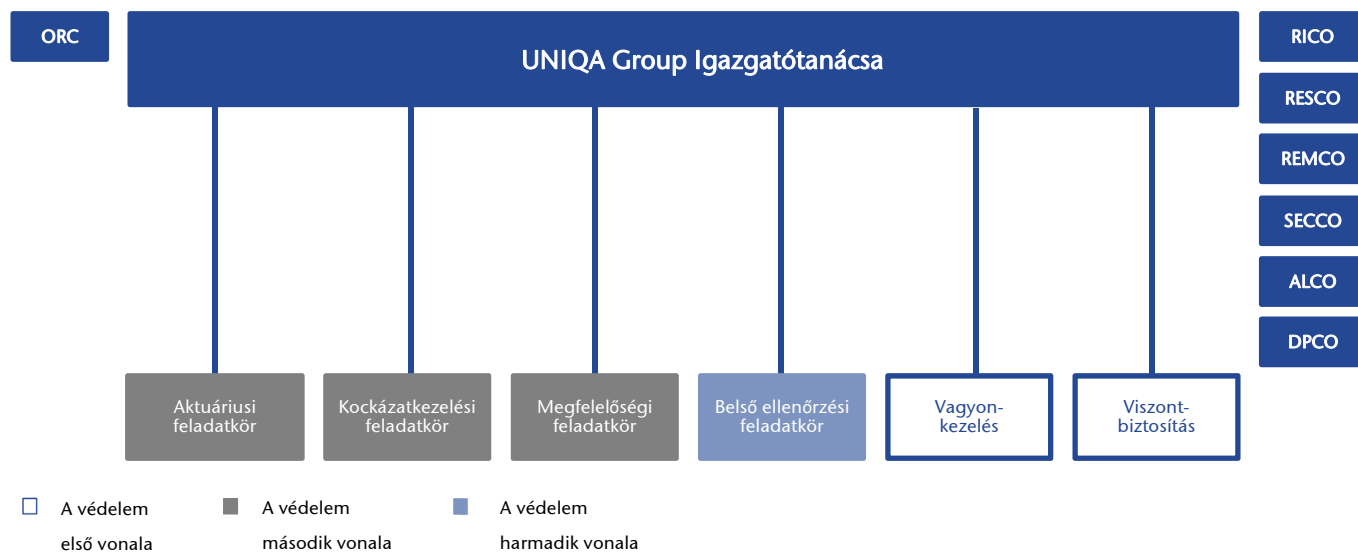 ORC
UNIQA Group Igazgatótanácsa
RICO
RESCO
REMCO
SECCO
ALCO
DPCO
Aktuáriusi
feladatkör
Kockázatkezelési
feladatkör
Megfelelőségi
feladatkör
Belső ellenőrzési
feladatkör
Vagyon-
kezelés
Viszont-
biztosítás
A védelem
első vonala
A védelem
második vonala
A védelem
harmadik vonala